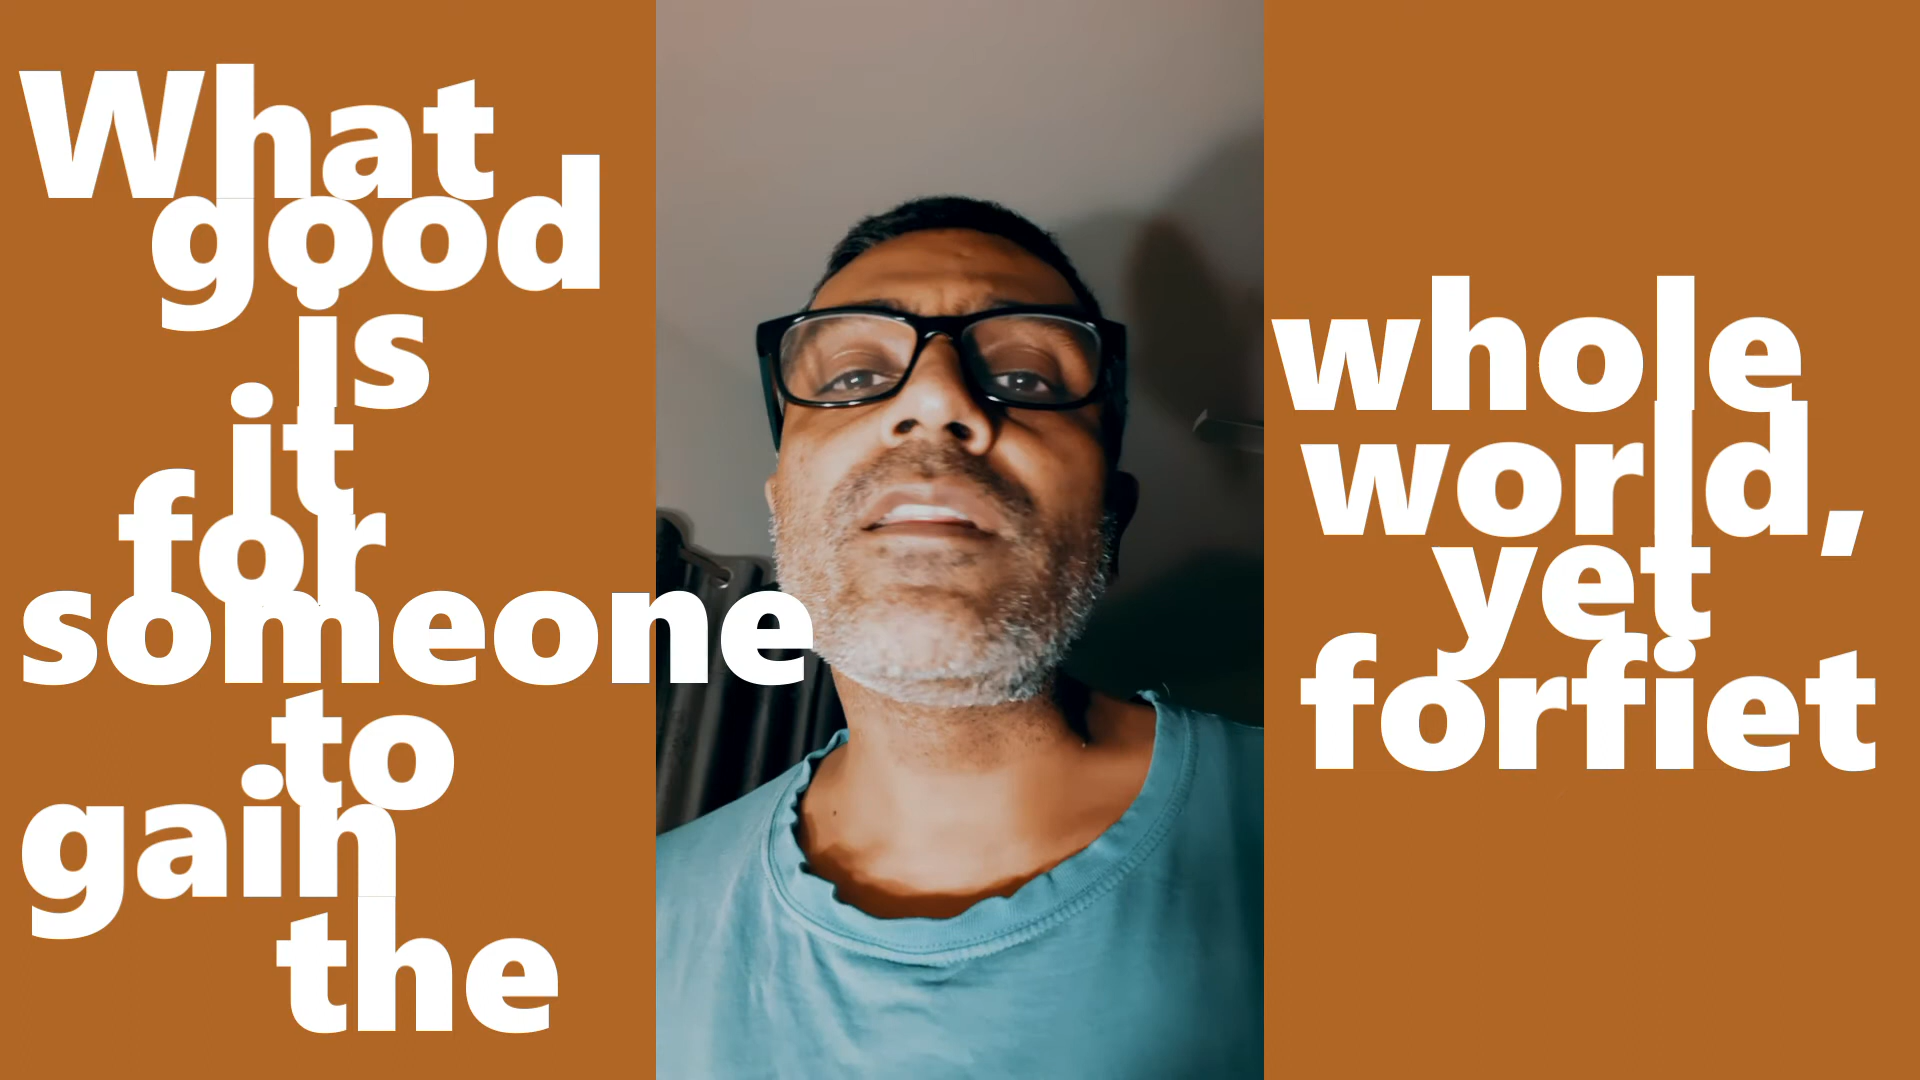 What
good
is
it
for
someone
to
gain
the
whole
world,
yet
forfiet